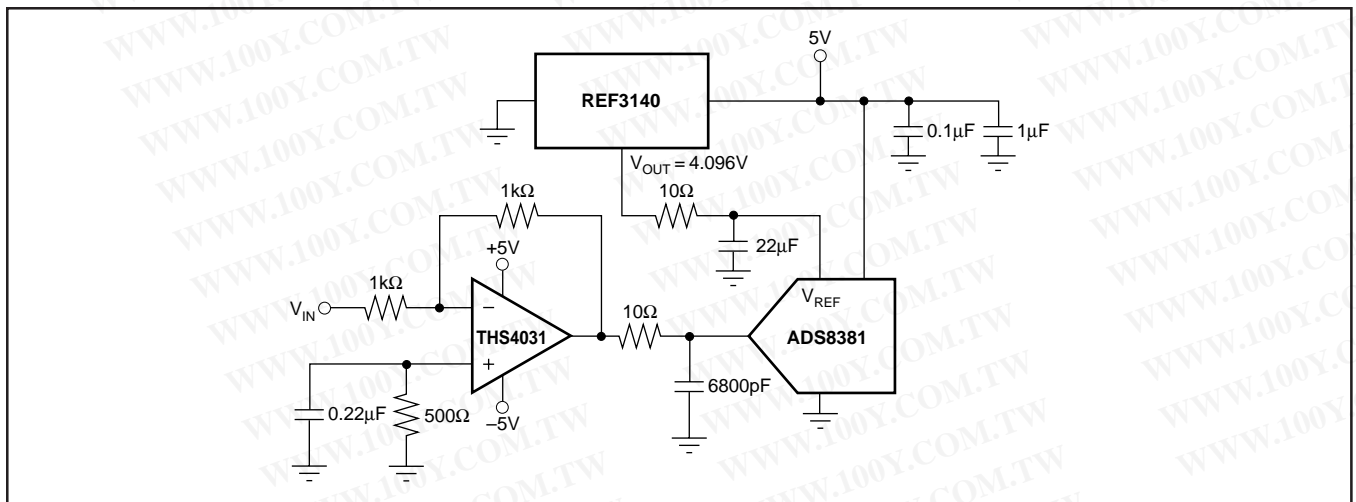 5V
REF3140
0.1µF
1µF
V_OUT = 4.096V
1kΩ
10Ω
22µF
+5V
1kΩ
V_IN
V_REF
10Ω
−
THS4031
ADS8381
+
6800pF
0.22µF
500Ω
−5V
WWW.100Y.COM.TW